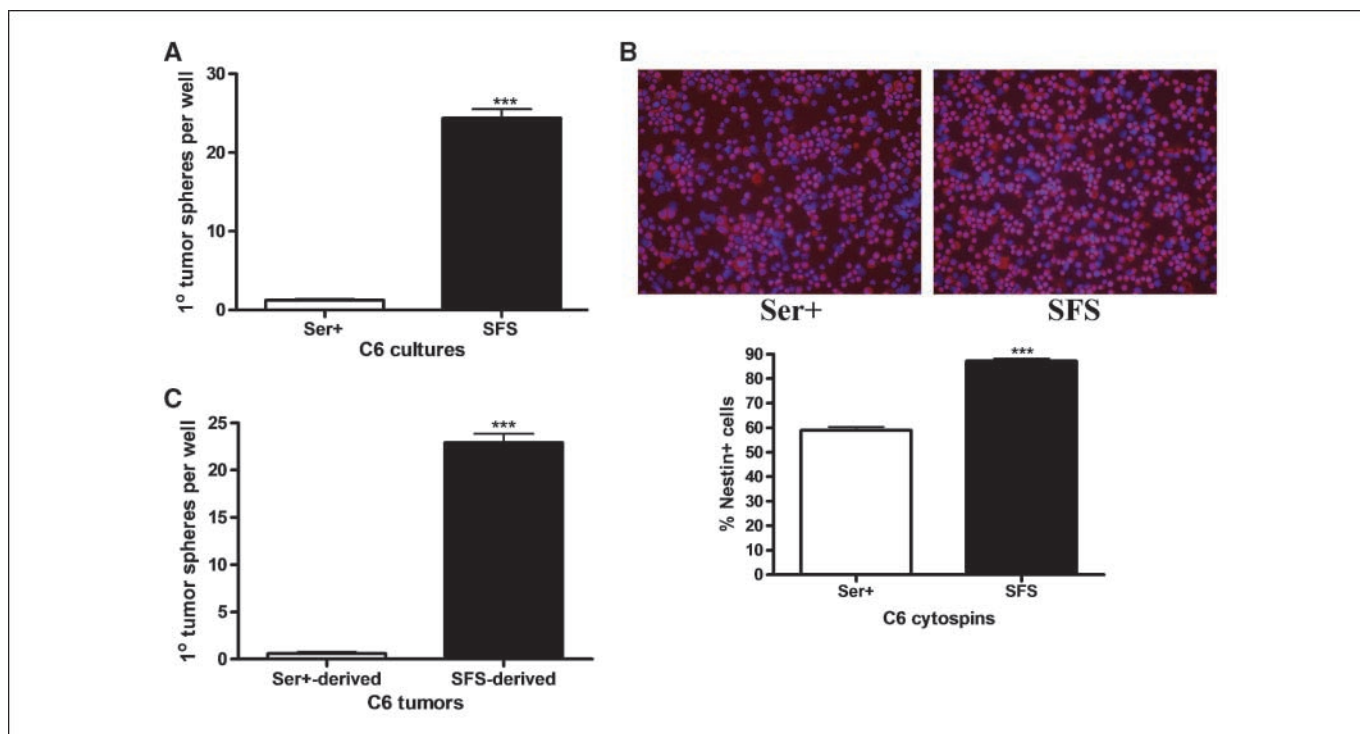 A
1° tumor spheres per well
30
20
10
0
***
Ser+
SFS
C6 cultures
B
Ser+
SFS
% Nestin+ cells
90
80
70
60
50
40
30
20
10
0
***
Ser+
SFS
C6 cytospins
C
1° tumor spheres per well
25
20
15
10
5
0
***
Ser+-derived
SFS-derived
C6 tumors